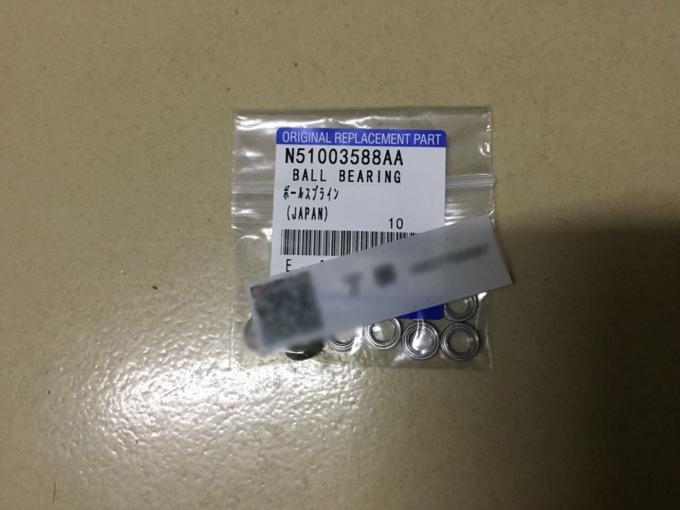 ORIGINAL REPLACEMENT PART
N51003588AA
BALL BEARING
ボールスプライン
(JAPAN)
10
E